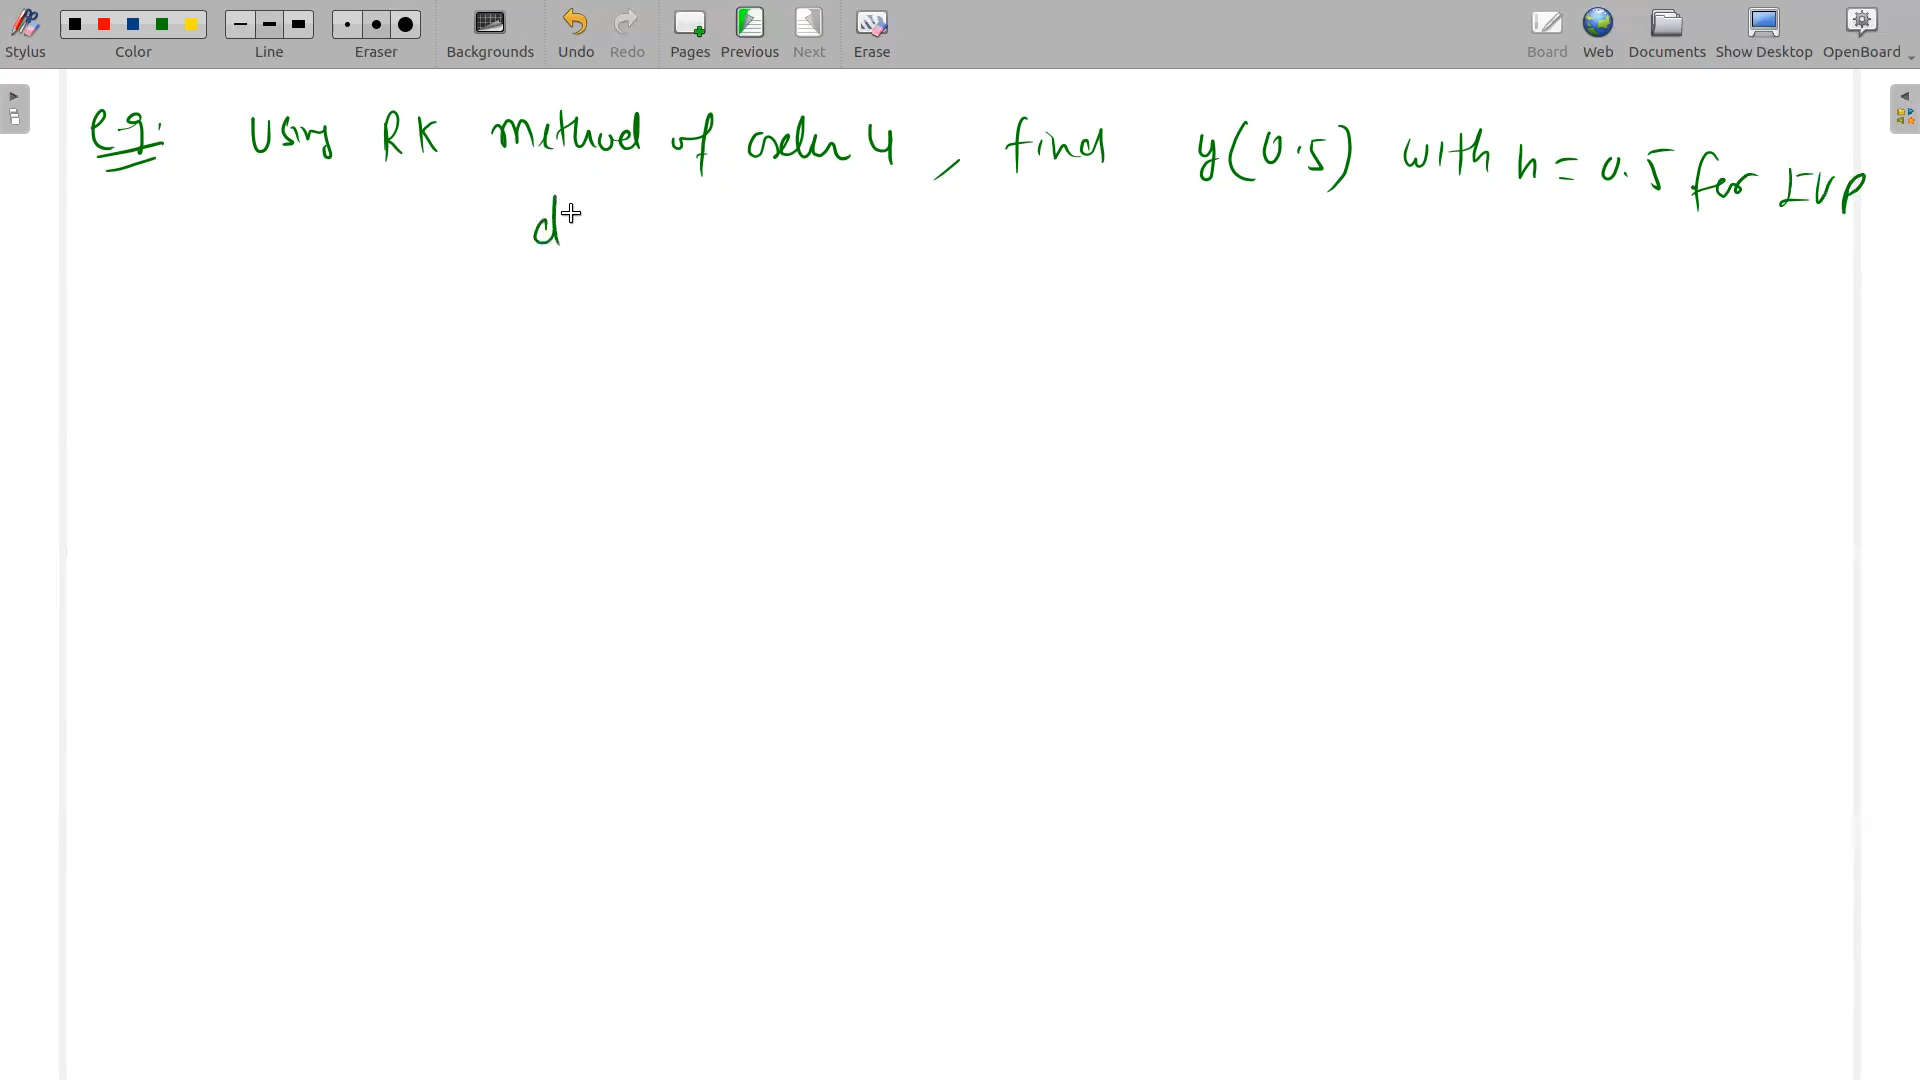 Stylus Color Line Eraser Backgrounds Undo Redo Pages Previous Next Erase Board Web Documents Show Desktop OpenBoard
eg: Using RK method of order 4, find y(0.5) with h = 0.5 for IVP
d